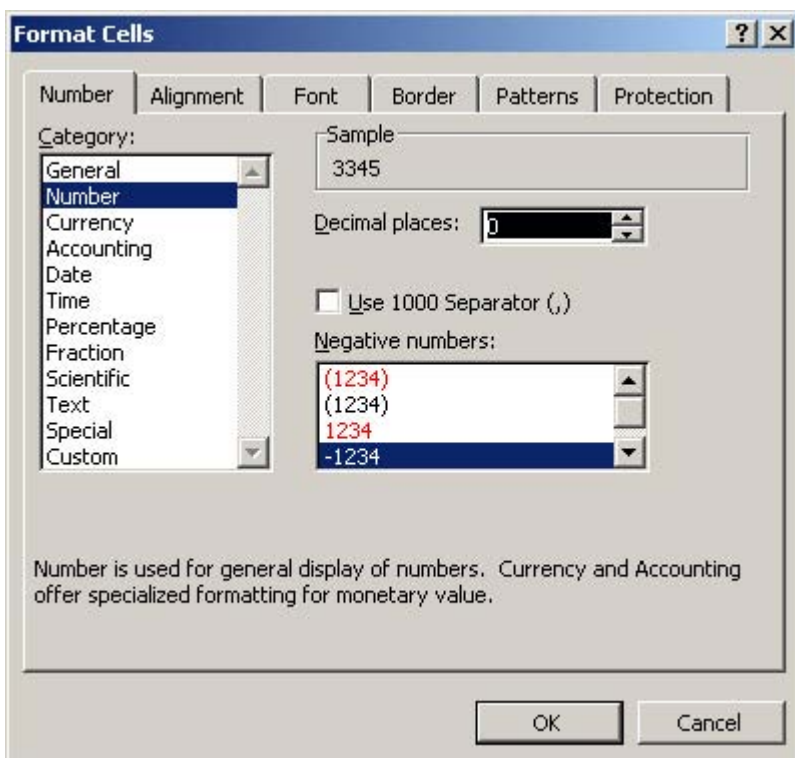 Format Cells
Number Alignment Font Border Patterns Protection
Category:
General
Number
Currency
Accounting
Date
Time
Percentage
Fraction
Scientific
Text
Special
Custom
Sample
3345
Decimal places: 0
Use 1000 Separator (,)
Negative numbers:
(1234)
(1234)
1234
-1234
Number is used for general display of numbers. Currency and Accounting
offer specialized formatting for monetary value.
OK Cancel